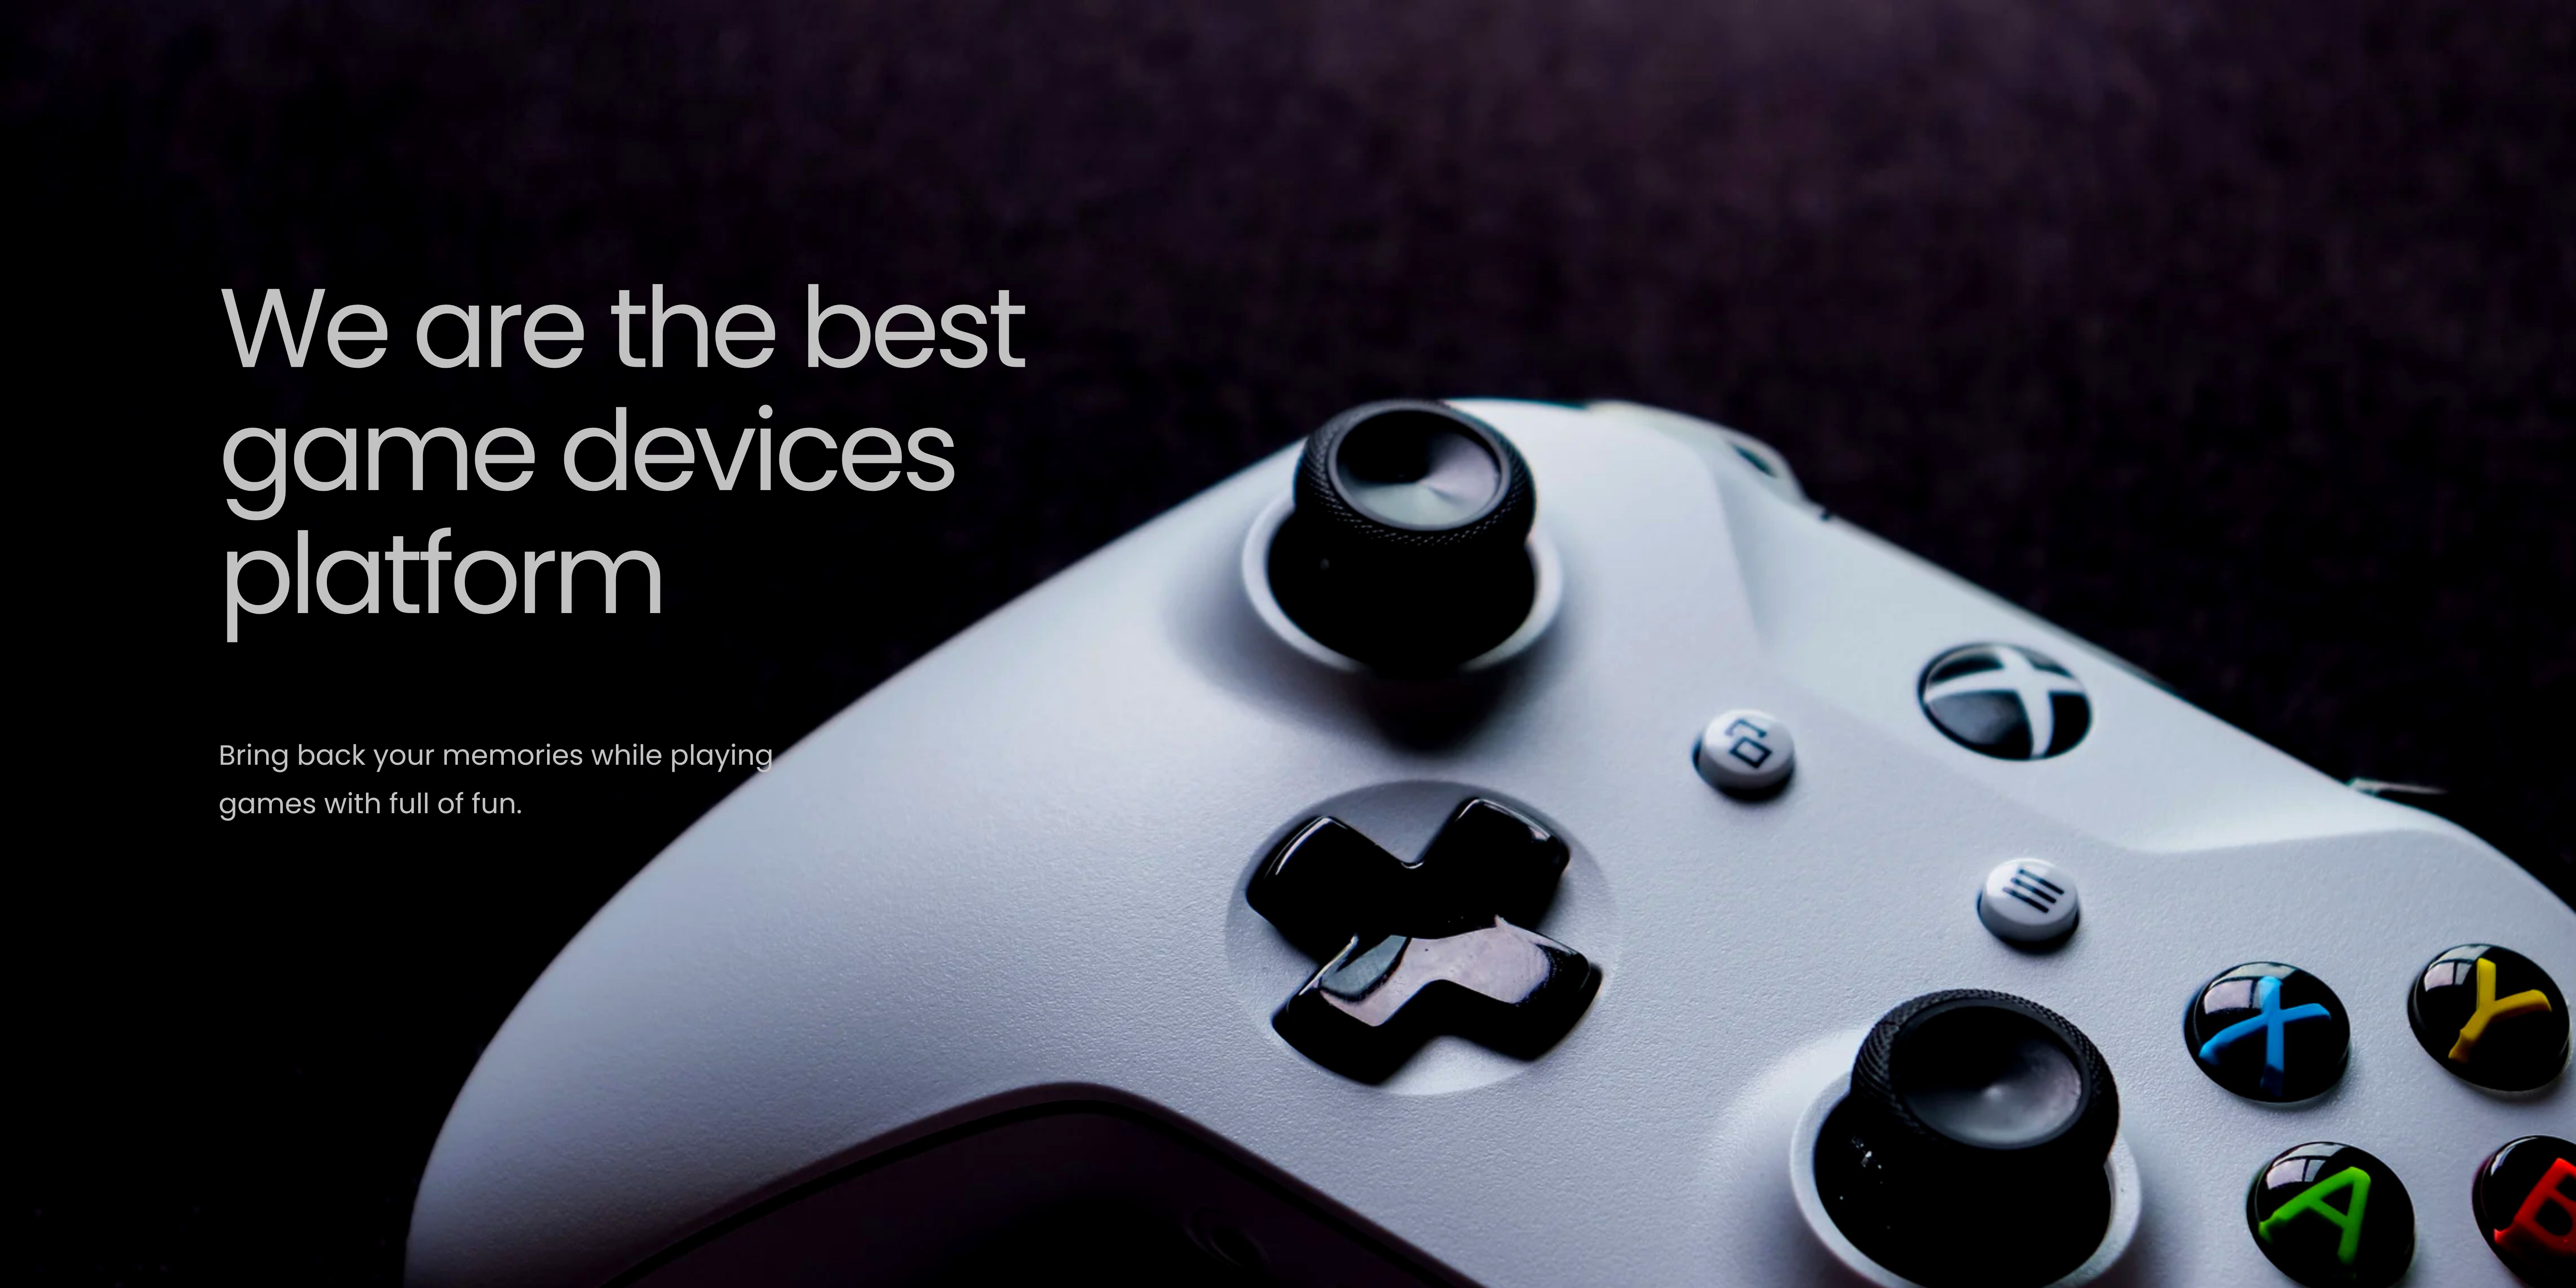 We are the best
game devices
platform
Bring back your memories while playing
games with full of fun.
X
Y
A
B